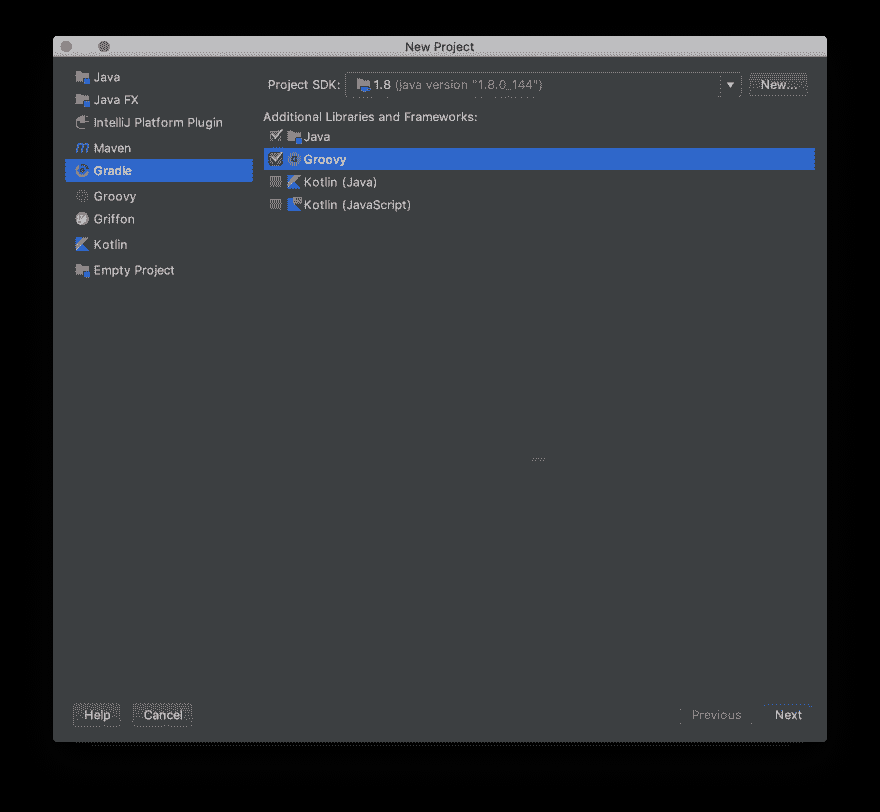 New Project
Java
Java FX
IntelliJ Platform Plugin
Maven
Gradle
Groovy
Griffon
Kotlin
Empty Project
Project SDK: 1.8 (java version "1.8.0_144") New...
Additional Libraries and Frameworks:
Java
Groovy
Kotlin (Java)
Kotlin (JavaScript)
Help Cancel Previous Next